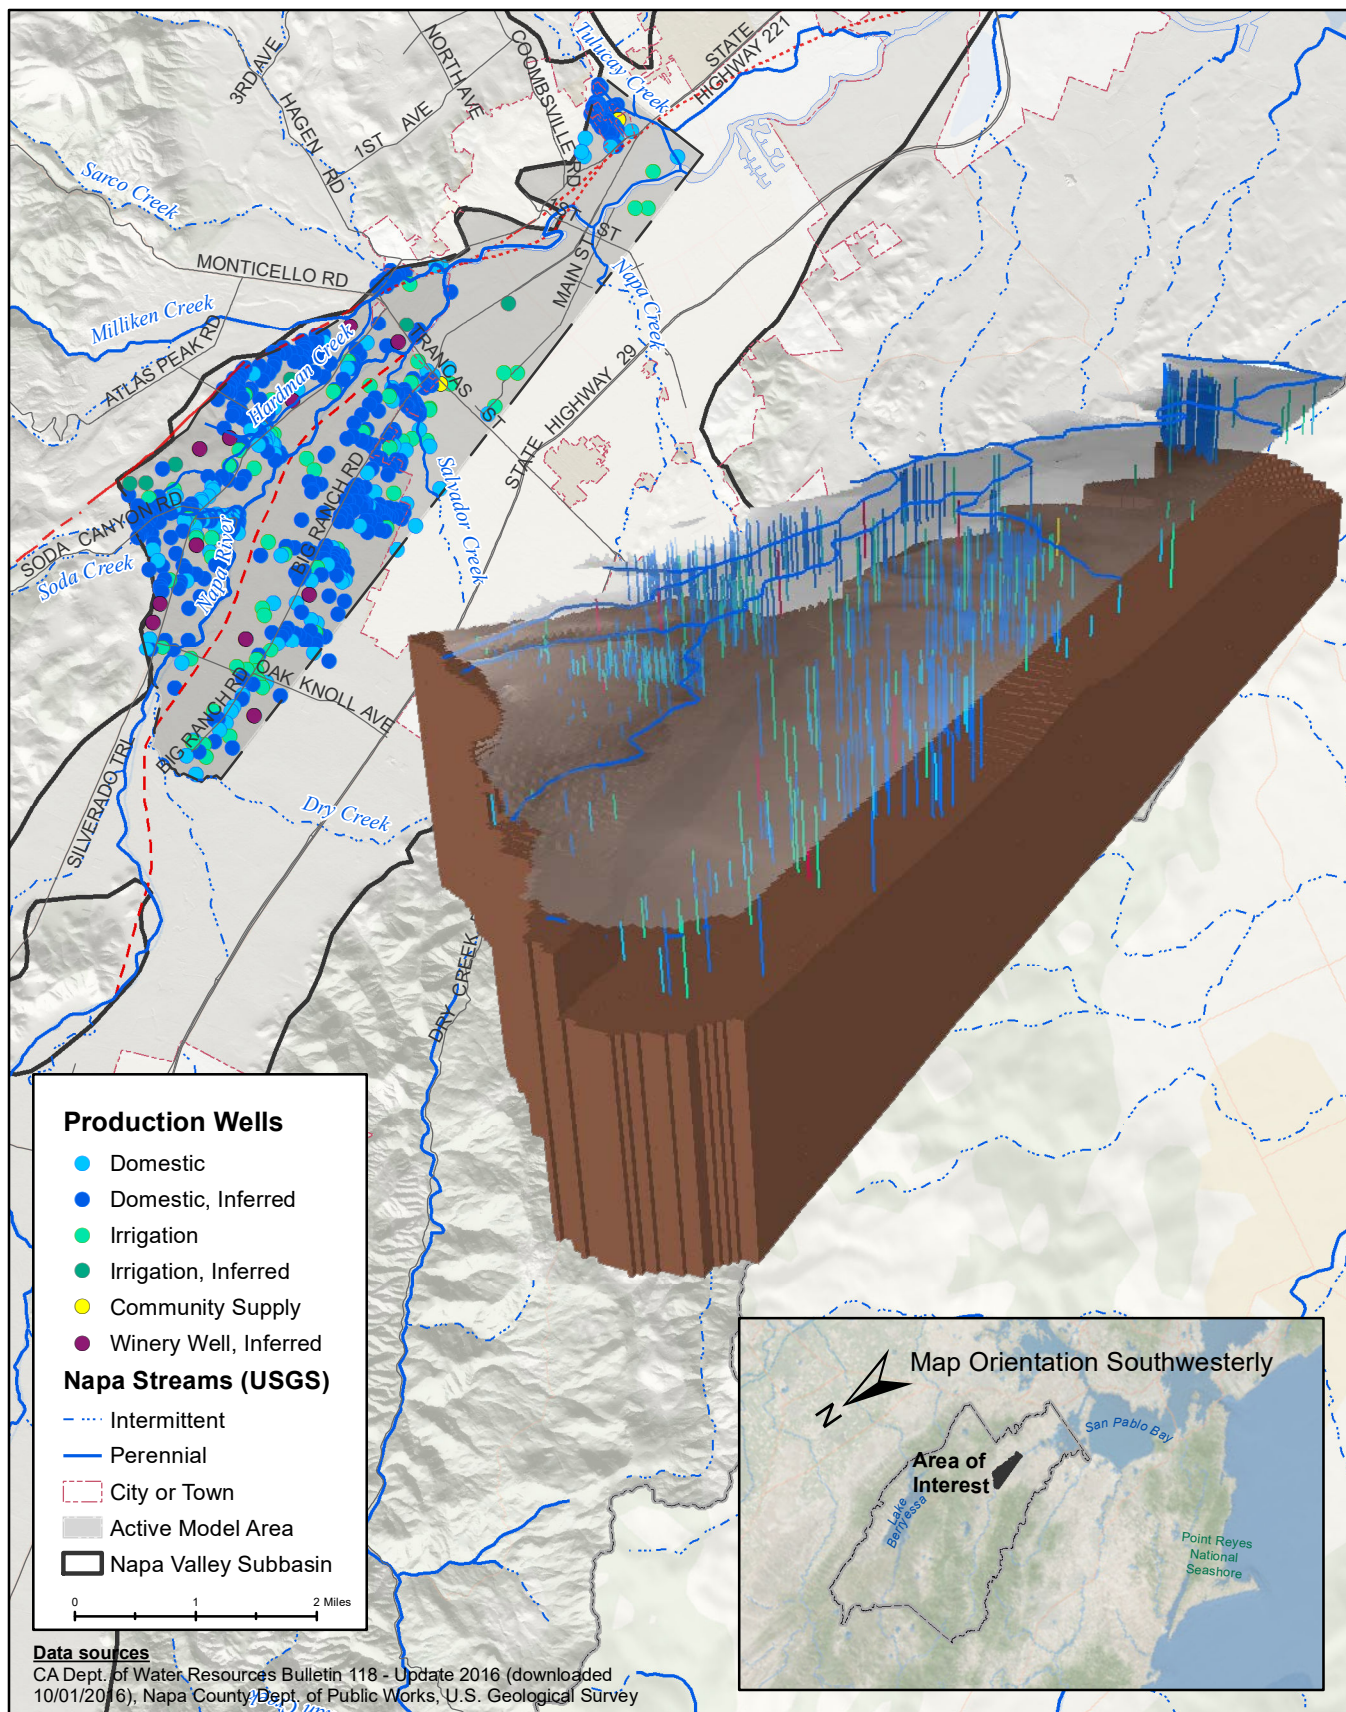 Tulucay Creek
STATE
HIGHWAY 221
COOMBSVILLE RD
NORTH AVE
3RD AVE
HAGEN RD
1ST AVE
Sarco Creek
1ST ST
MAIN ST
MONTICELLO RD
Napa Creek
Milliken Creek
ATLAS PEAK RD
Hardman Creek
TRANCAS ST
STATE HIGHWAY 29
BIG RANCH RD
Salvador Creek
SODA CANYON RD
Soda Creek
Napa River
OAK KNOLL AVE
BIG RANCH RD
SILVERADO TRL
Dry Creek
DRY CREEK
Production Wells
Domestic
Domestic, Inferred
Irrigation
Irrigation, Inferred
Community Supply
Winery Well, Inferred
Napa Streams (USGS)
Intermittent
Perennial
City or Town
Active Model Area
Napa Valley Subbasin
0 1 2 Miles
Map Orientation Southwesterly
N
San Pablo Bay
Area of
Interest
Lake
Berryessa
Point Reyes
National
Seashore
Data sources
CA Dept. of Water Resources Bulletin 118 - Update 2016 (downloaded
10/01/2016), Napa County Dept. of Public Works, U.S. Geological Survey